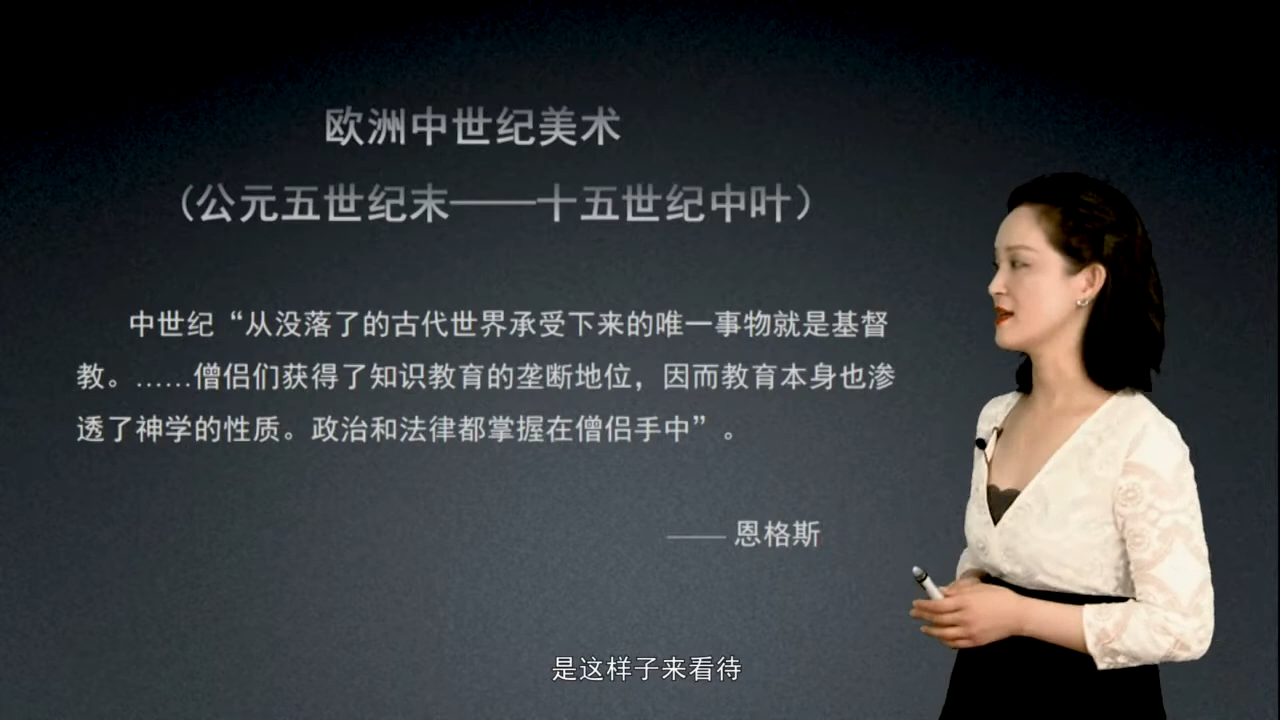 欧洲中世纪美术
（公元五世纪末——十五世纪中叶）
中世纪“从没落了的古代世界承受下来的唯一事物就是基督
教。……僧侣们获得了知识教育的垄断地位，因而教育本身也渗
透了神学的性质。政治和法律都掌握在僧侣手中”。
—— 恩格斯
是这样子来看待